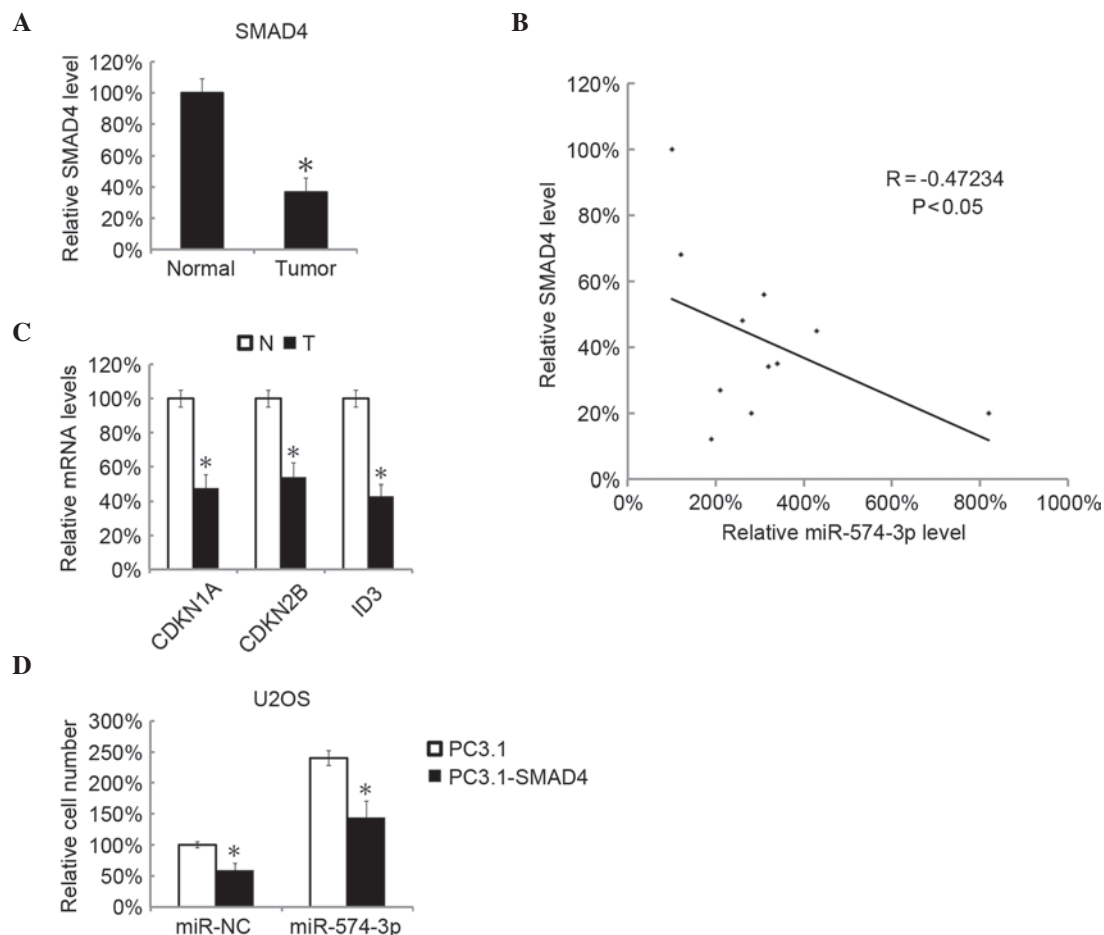 A
SMAD4
Relative SMAD4 level
120%
100%
80%
60%
40%
20%
0%
*
Normal Tumor
B
Relative SMAD4 level
120%
100%
80%
60%
40%
20%
0%
R=-0.47234
P<0.05
0% 200% 400% 600% 800% 1000%
Relative miR-574-3p level
C
N T
Relative mRNA levels
120%
100%
80%
60%
40%
20%
0%
* * *
CDKN1A CDKN2B ID3
D
U2OS
Relative cell number
300%
250%
200%
150%
100%
50%
0%
* *
miR-NC miR-574-3p
PC3.1
PC3.1-SMAD4